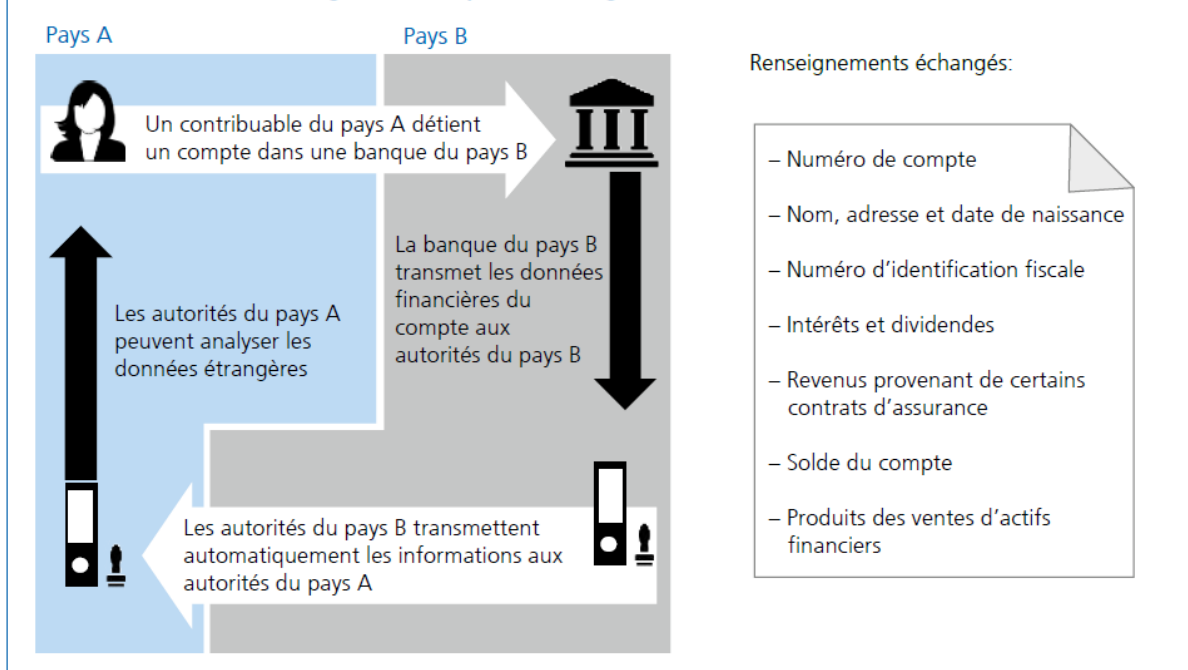 Pays A
Pays B
Un contribuable du pays A détient
un compte dans une banque du pays B
La banque du pays B
transmet les données
financières du
compte aux
autorités du pays B
Les autorités du pays A
peuvent analyser les
données étrangères
Les autorités du pays B transmettent
automatiquement les informations aux
autorités du pays A
Renseignements échangés:
– Numéro de compte
– Nom, adresse et date de naissance
– Numéro d’identification fiscale
– Intérêts et dividendes
– Revenus provenant de certains
contrats d’assurance
– Solde du compte
– Produits des ventes d’actifs
financiers